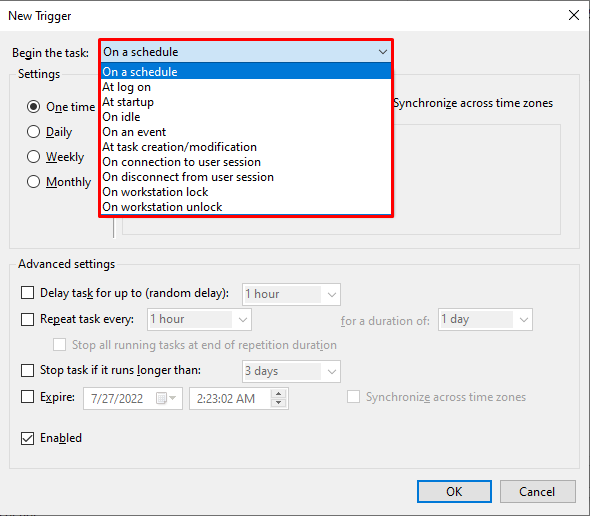 New Trigger
Begin the task: On a schedule
On a schedule
At log on
At startup
On idle
On an event
At task creation/modification
On connection to user session
On disconnect from user session
On workstation lock
On workstation unlock
Settings
One time
Daily
Weekly
Monthly
Synchronize across time zones
Advanced settings
Delay task for up to (random delay): 1 hour
Repeat task every: 1 hour for a duration of: 1 day
Stop all running tasks at end of repetition duration
Stop task if it runs longer than: 3 days
Expire: 7/27/2022 2:23:02 AM Synchronize across time zones
Enabled
OK Cancel